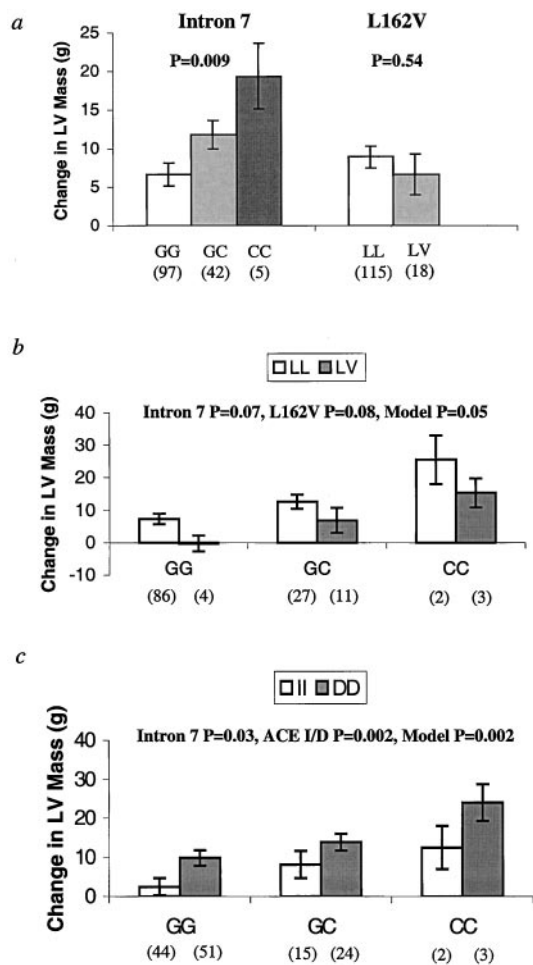 a
Intron 7 L162V
P=0.009 P=0.54
Change in LV Mass (g)
25
20
15
10
5
0
GG GC CC LL LV
(97) (42) (5) (115) (18)
b
LL LV
Intron 7 P=0.07, L162V P=0.08, Model P=0.05
Change in LV Mass (g)
40
30
20
10
0
-10
GG GC CC
(86) (4) (27) (11) (2) (3)
c
II DD
Intron 7 P=0.03, ACE I/D P=0.002, Model P=0.002
Change in LV Mass (g)
40
30
20
10
0
GG GC CC
(44) (51) (15) (24) (2) (3)